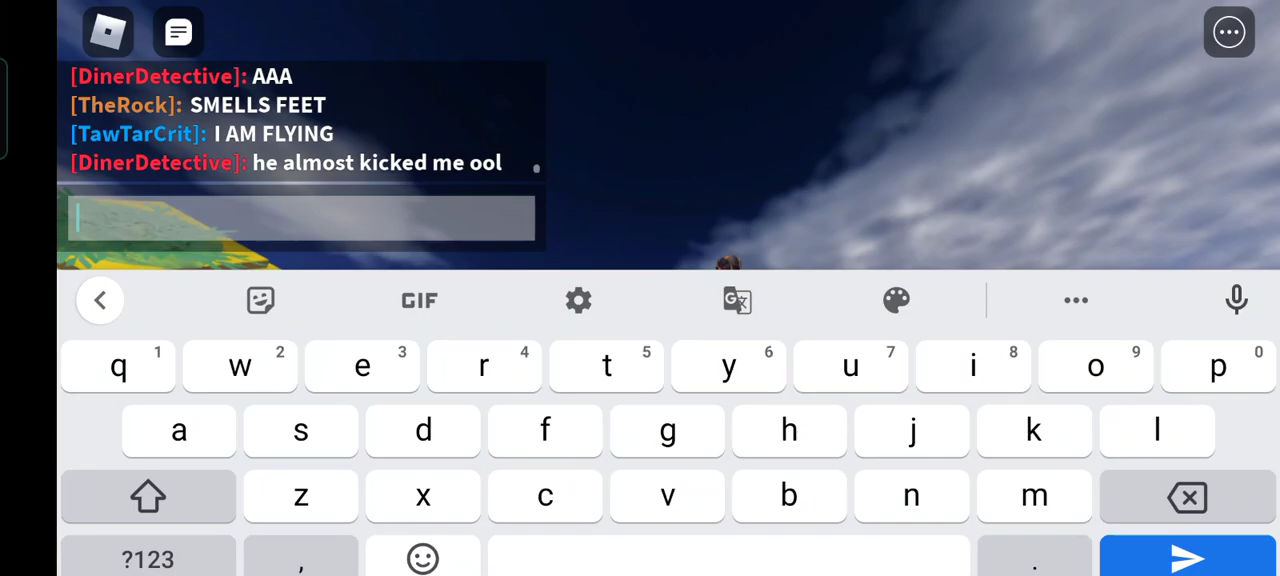 [DinerDetective]: AAA
[TheRock]: SMELLS FEET
[TawTarCrit]: I AM FLYING
[DinerDetective]: he almost kicked me ool
GIF
q 1 w 2 e 3 r 4 t 5 y 6 u 7 i 8 o 9 p 0
a s d f g h j k l
z x c v b n m
?123 , .